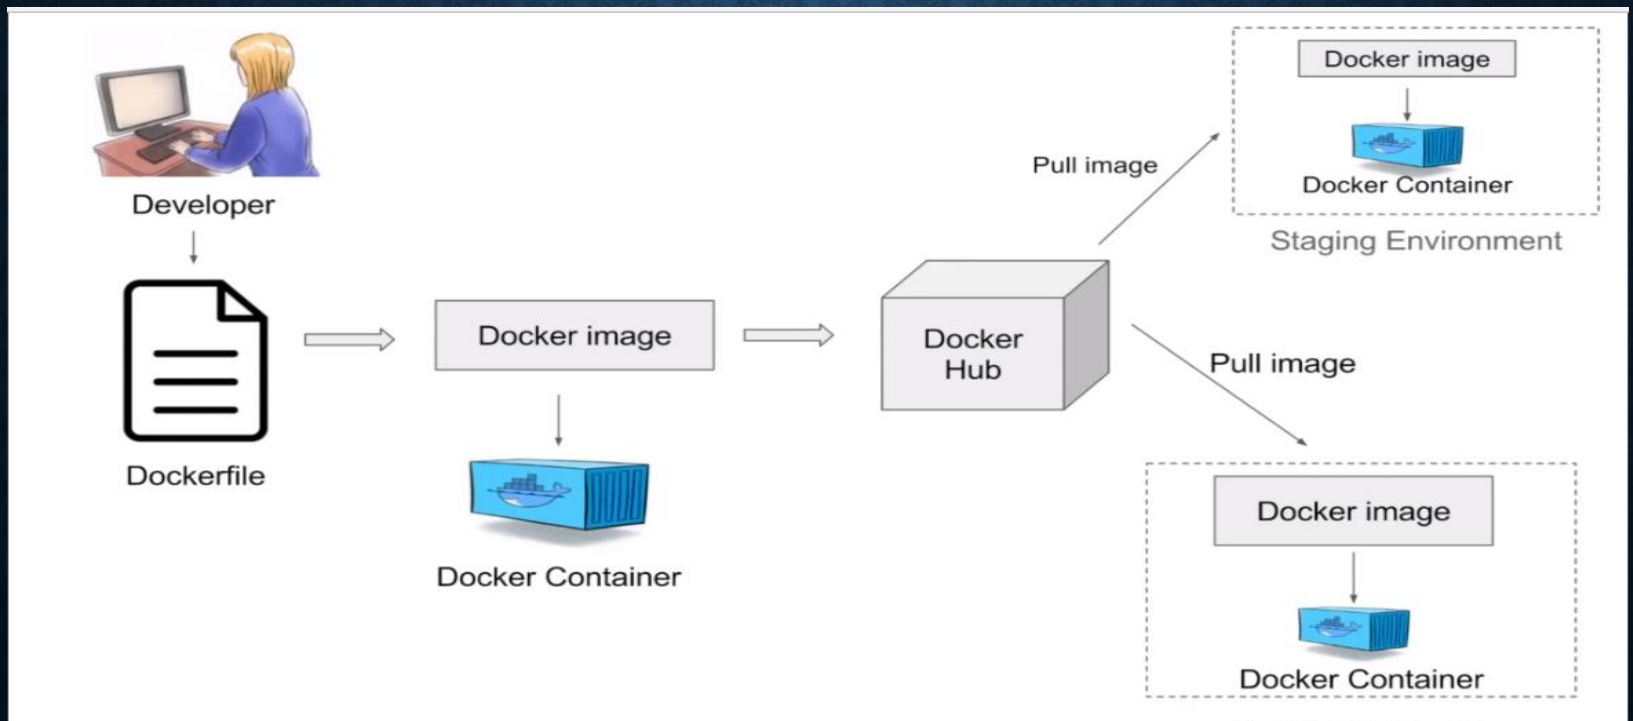 Developer
Dockerfile
Docker image
Docker Container
Docker
Hub
Pull image
Docker image
Docker Container
Staging Environment
Pull image
Docker image
Docker Container